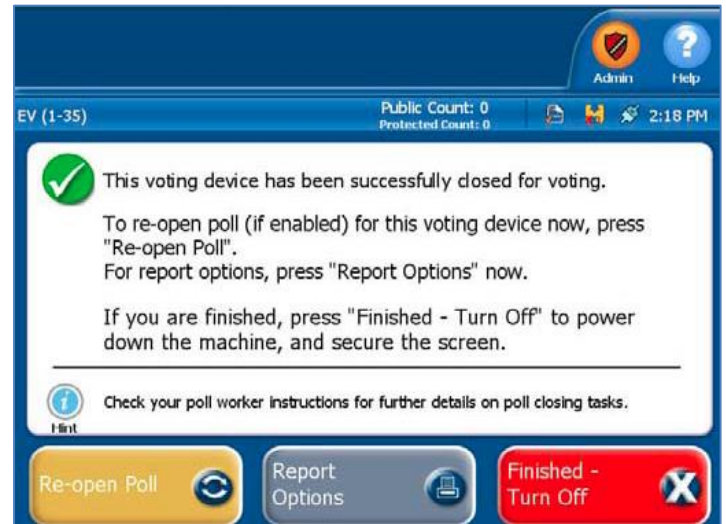 Admin Help
EV (1-35) Public Count: 0 2:18 PM
Protected Count: 0
This voting device has been successfully closed for voting.
To re-open poll (if enabled) for this voting device now, press
"Re-open Poll".
For report options, press "Report Options" now.
If you are finished, press "Finished - Turn Off" to power
down the machine, and secure the screen.
Hint
Check your poll worker instructions for further details on poll closing tasks.
Re-open Poll
Report
Options
Finished -
Turn Off